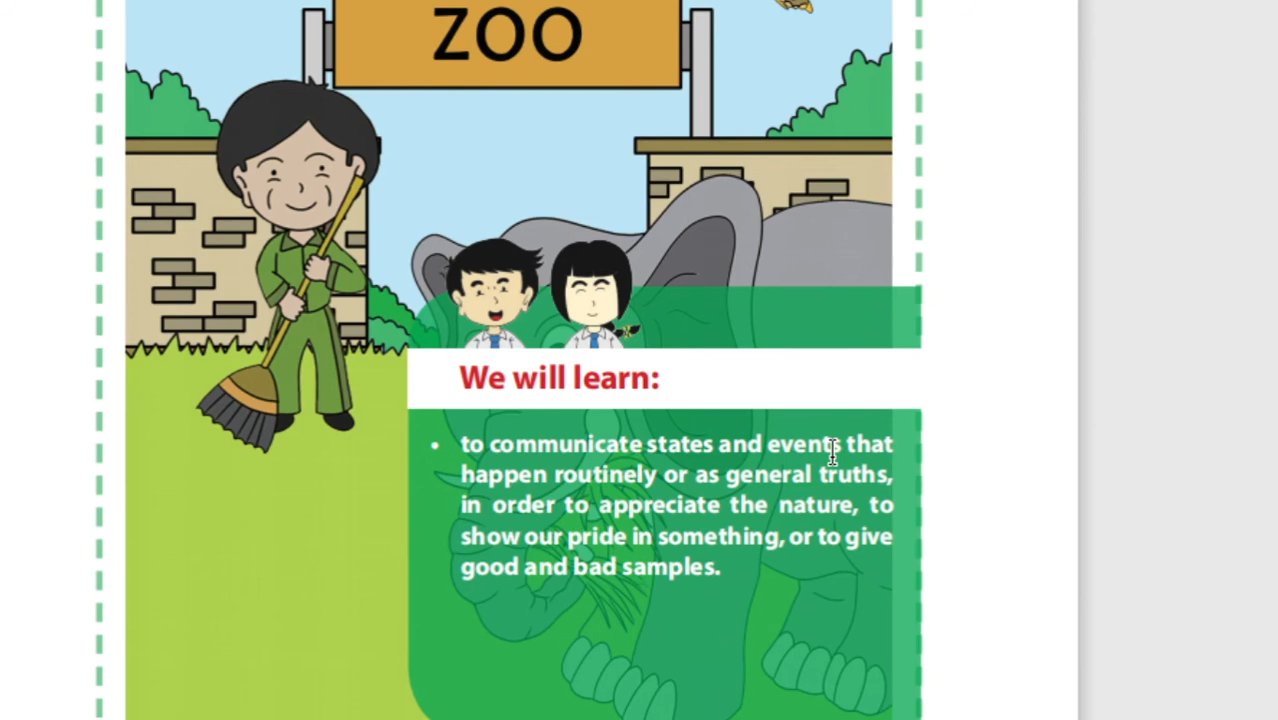 ZOO
We will learn:
• to communicate states and events that
happen routinely or as general truths,
in order to appreciate the nature, to
show our pride in something, or to give
good and bad samples.